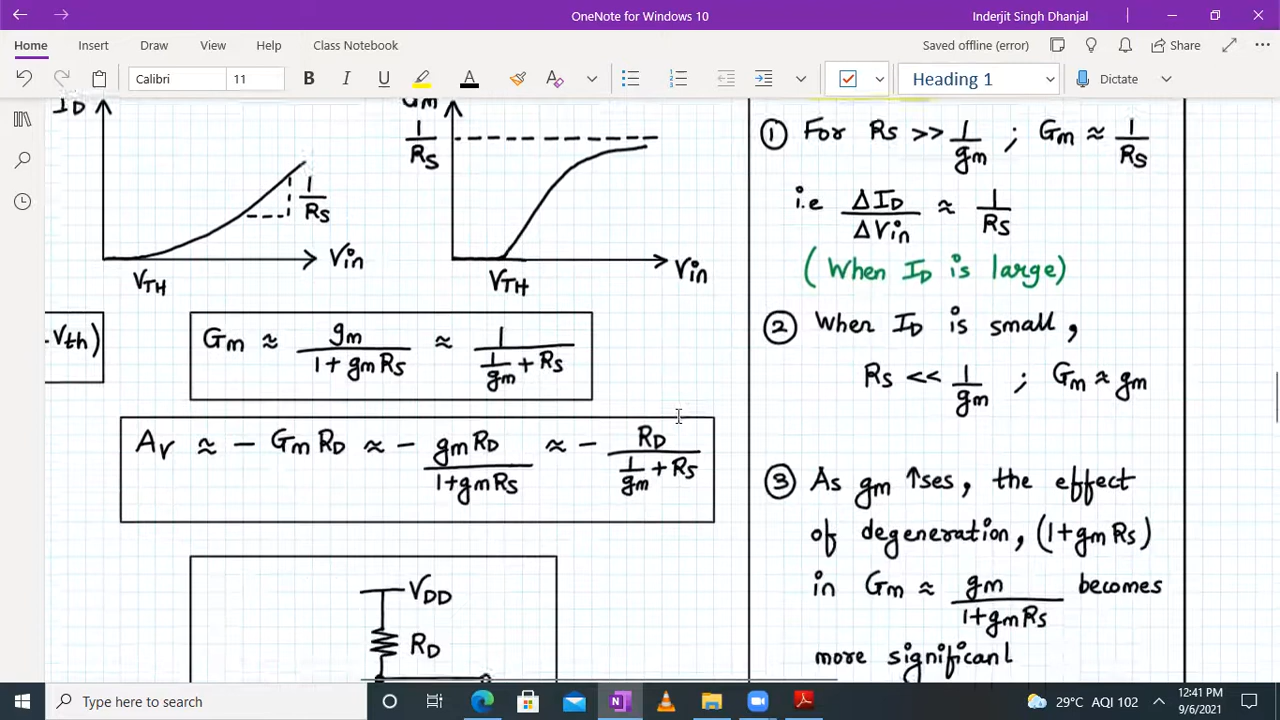 OneNote for Windows 10
Inderjit Singh Dhanjal
Home Insert Draw View Help Class Notebook
Saved offline (error)
Share
Calibri 11 B I U A Heading 1 Dictate
ID
Vin
VTH
1/Rs
Gm
1/Rs
Vin
VTH
Vth)
Gm ≈ gm/(1+gmRs) ≈ 1/(1/gm + Rs)
Av ≈ - GmRD ≈ - gmRD/(1+gmRs) ≈ - RD/(1/gm + Rs)
VDD
RD
① For Rs >> 1/gm ; Gm ≈ 1/Rs
i.e ΔID/ΔVin ≈ 1/Rs
(When ID is large)
② When ID is small,
Rs << 1/gm ; Gm ≈ gm
③ As gm ↑ses, the effect
of degeneration, (1+gmRs)
in Gm ≈ gm/(1+gmRs) becomes
more significant
Type here to search
29°C AQI 102
12:41 PM
9/6/2021